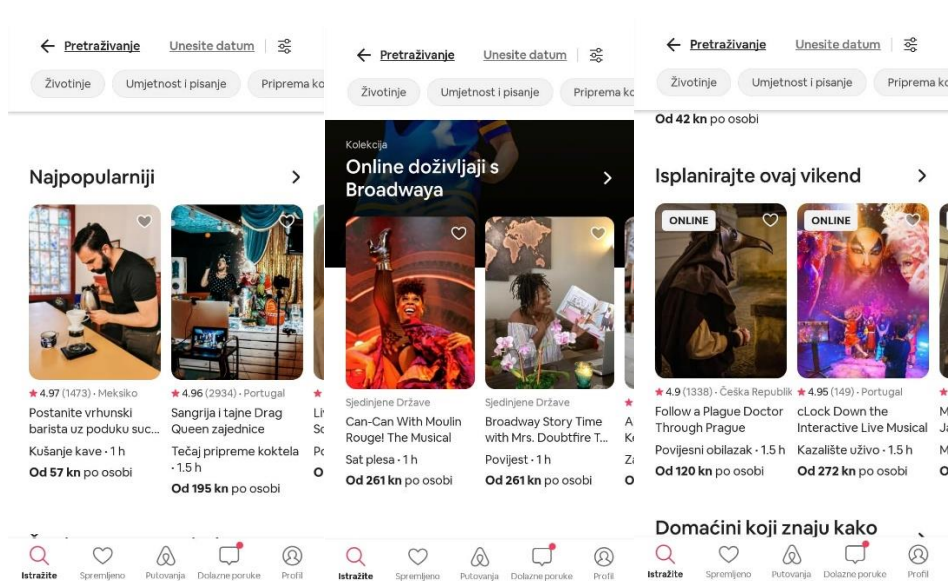 Pretraživanje
Unesite datum
Životinje
Umjetnost i pisanje
Priprema ko
Najpopularniji
4.97 (1473) · Meksiko
Postanite vrhunski
barista uz poduku suc...
Kušanje kave · 1 h
Od 57 kn po osobi
4.96 (2934) · Portugal
Sangrija i tajne Drag
Queen zajednice
Tečaj pripreme koktela
· 1.5 h
Od 195 kn po osobi
Istražite
Spremljeno
Putovanja
Dolazne poruke
Profil
Pretraživanje
Unesite datum
Životinje
Umjetnost i pisanje
Priprema ko
Kolekcija
Online doživljaji s
Broadwaya
Sjedinjene Države
Can-Can With Moulin
Rouge! The Musical
Sat plesa · 1 h
Od 261 kn po osobi
Sjedinjene Države
Broadway Story Time
with Mrs. Doubtfire T...
Povijest · 1 h
Od 261 kn po osobi
Istražite
Spremljeno
Putovanja
Dolazne poruke
Profil
Pretraživanje
Unesite datum
Životinje
Umjetnost i pisanje
Priprema ko
Od 42 kn po osobi
Isplanirajte ovaj vikend
ONLINE
4.9 (1338) · Češka Republik
Follow a Plague Doctor
Through Prague
Povijesni obilazak · 1.5 h
Od 120 kn po osobi
ONLINE
4.95 (149) · Portugal
cLock Down the
Interactive Live Musical
Kazalište uživo · 1.5 h
Od 272 kn po osobi
Domaćini koji znaju kako
Istražite
Spremljeno
Putovanja
Dolazne poruke
Profil